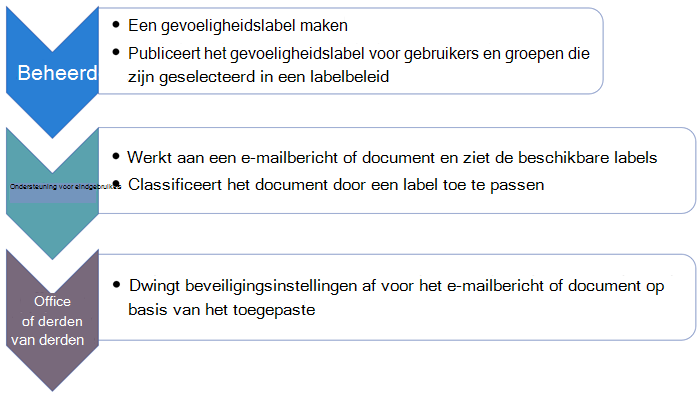 Beheerd
• Een gevoeligheidslabel maken
• Publiceert het gevoeligheidslabel voor gebruikers en groepen die
zijn geselecteerd in een labelbeleid
Ondersteuning voor eindgebruikers
• Werkt aan een e-mailbericht of document en ziet de beschikbare labels
• Classificeert het document door een label toe te passen
Office
of derden
van derden
• Dwingt beveiligingsinstellingen af voor het e-mailbericht of document op
basis van het toegepaste